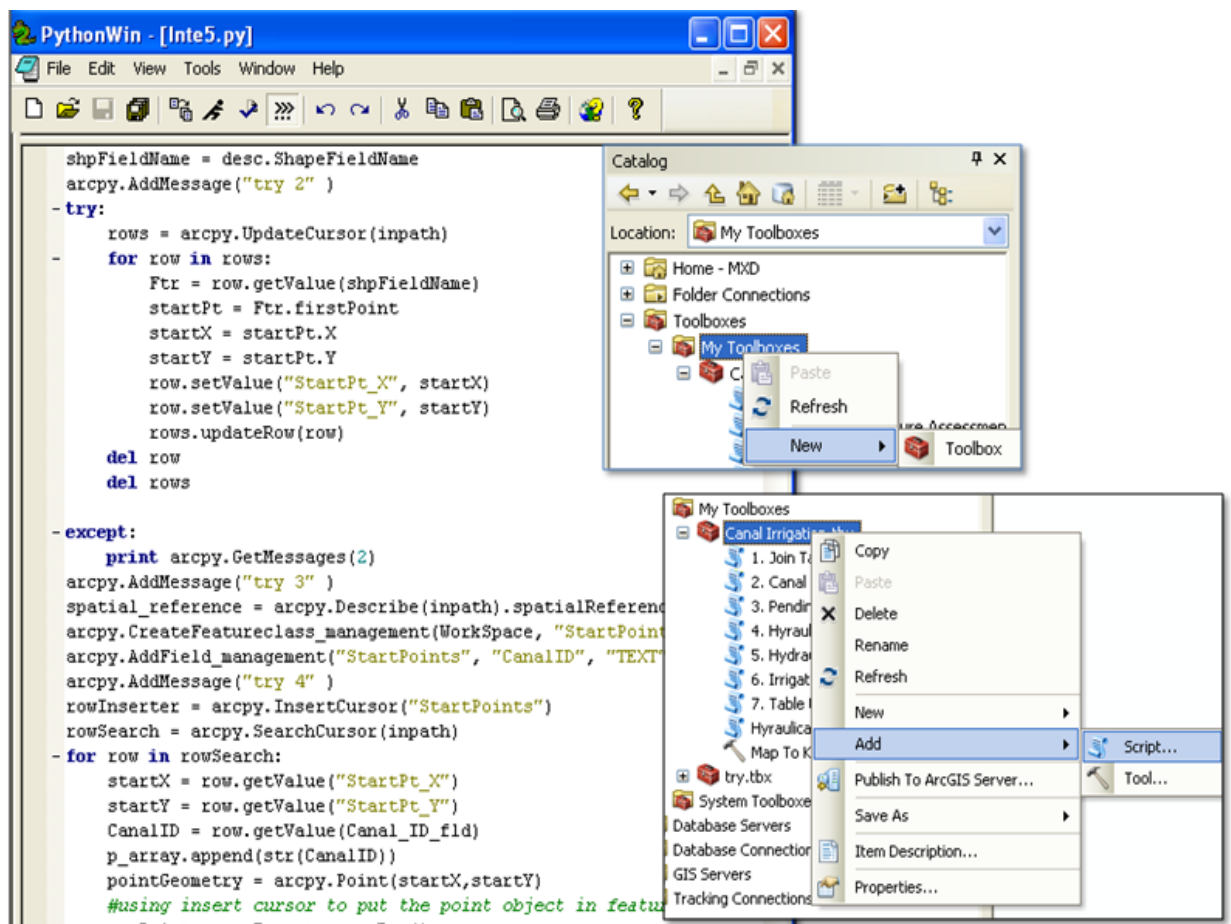 PythonWin - [Inte5.py]
File Edit View Tools Window Help
shpFieldName = desc.ShapeFieldName
arcpy.AddMessage("try 2" )
try:
rows = arcpy.UpdateCursor(inpath)
for row in rows:
Ftr = row.getValue(shpFieldName)
startPt = Ftr.firstPoint
startX = startPt.X
startY = startPt.Y
row.setValue("StartPt_X", startX)
row.setValue("StartPt_Y", startY)
rows.updateRow(row)
del row
del rows
except:
print arcpy.GetMessages(2)
arcpy.AddMessage("try 3" )
spatial_reference = arcpy.Describe(inpath).spatialReferenc
arcpy.CreateFeatureclass_management(WorkSpace, "StartPoint
arcpy.AddField_management("StartPoints", "CanalID", "TEXT"
arcpy.AddMessage("try 4" )
rowInserter = arcpy.InsertCursor("StartPoints")
rowSearch = arcpy.SearchCursor(inpath)
for row in rowSearch:
startX = row.getValue("StartPt_X")
startY = row.getValue("StartPt_Y")
CanalID = row.getValue(Canal_ID_fld)
p_array.append(str(CanalID))
pointGeometry = arcpy.Point(startX,startY)
#using insert cursor to put the point object in featu
Catalog
Location: My Toolboxes
Home - MXD
Folder Connections
Toolboxes
My Toolboxes
Paste
Refresh
New
Toolbox
My Toolboxes
Canal Irrigation.tbx
1. Join Ta
2. Canal
3. Pendin
4. Hyraul
5. Hydra
6. Irrigat
7. Table
Hyraulica
Map To K
try.tbx
System Toolboxe
Database Servers
Database Connection
GIS Servers
Tracking Connections
Copy
Paste
Delete
Rename
Refresh
New
Add
Publish To ArcGIS Server...
Save As
Item Description...
Properties...
Script...
Tool...